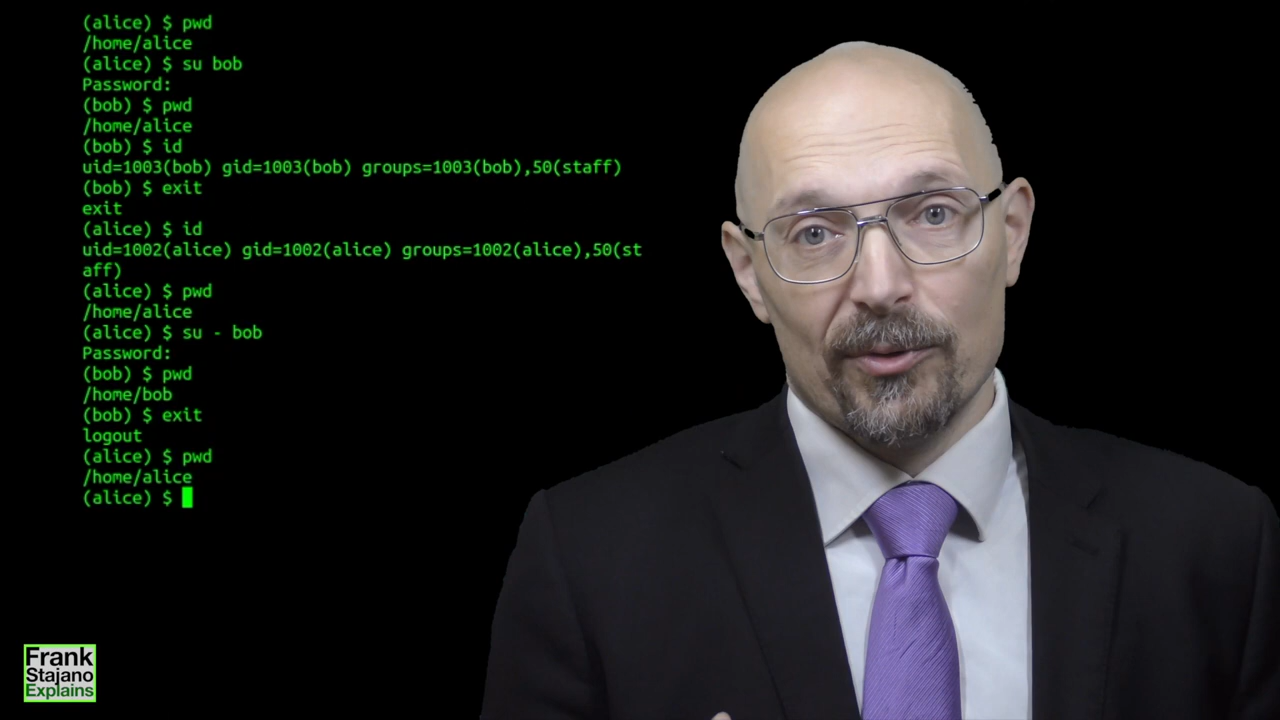 (alice) $ pwd
/home/alice
(alice) $ su bob
Password:
(bob) $ pwd
/home/alice
(bob) $ id
uid=1003(bob) gid=1003(bob) groups=1003(bob),50(staff)
(bob) $ exit
exit
(alice) $ id
uid=1002(alice) gid=1002(alice) groups=1002(alice),50(st
aff)
(alice) $ pwd
/home/alice
(alice) $ su - bob
Password:
(bob) $ pwd
/home/bob
(bob) $ exit
logout
(alice) $ pwd
/home/alice
(alice) $
Frank
Stajano
Explains